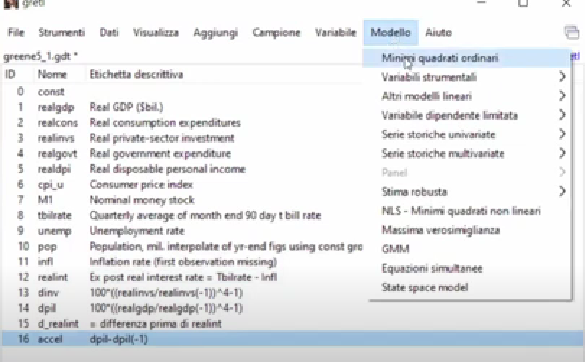 gretl
File Strumenti Dati Visualizza Aggiungi Campione Variabile Modello Aiuto
greene5_1.gdt *
ID Nome Etichetta descrittiva
0 const
1 realgdp Real GDP ($bil.)
2 realcons Real consumption expenditures
3 realinvs Real private-sector investment
4 realgovt Real government expenditure
5 realdpi Real disposable personal income
6 cpi_u Consumer price index
7 M1 Nominal money stock
8 tbilrate Quarterly average of month end 90 day t bill rate
9 unemp Unemployment rate
10 pop Population, mil. interpolate of yr-end figs using const gro
11 infl Inflation rate (first observation missing)
12 realint Ex post real interest rate = Tbilrate - Infl
13 dinv 100*((realinvs/realinvs(-1))^4-1)
14 dpil 100*((realgdp/realgdp(-1))^4-1)
15 d_realint = differenza prima di realint
16 accel dpil-dpil(-1)
Minimi quadrati ordinari
Variabili strumentali
Altri modelli lineari
Variabile dipendente limitata
Serie storiche univariate
Serie storiche multivariate
Panel
Stima robusta
NLS - Minimi quadrati non lineari
Massima verosimiglianza
GMM
Equazioni simultanee
State space model